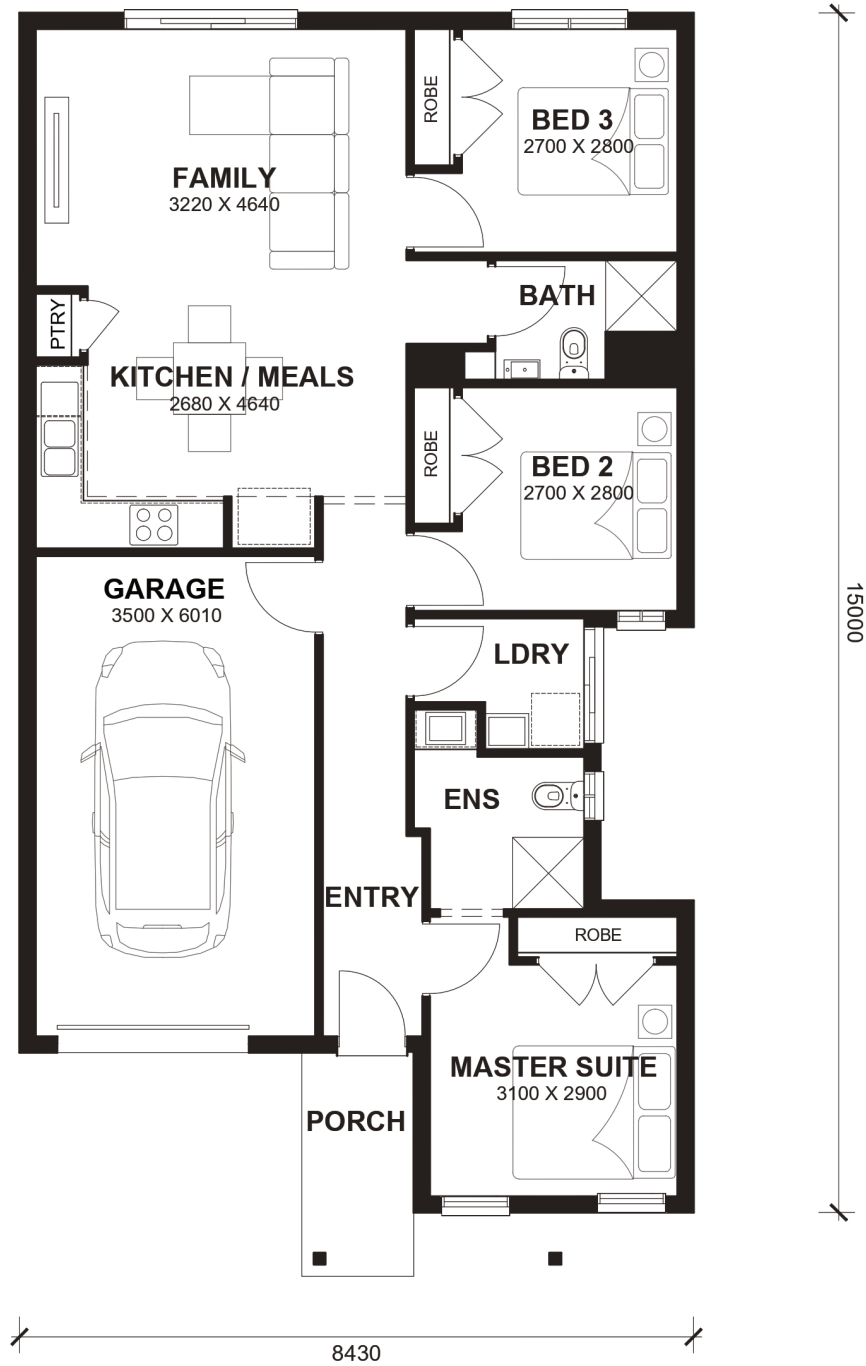 ROBE
BED 3
2700 X 2800
FAMILY
3220 X 4640
BATH
PTRY
KITCHEN / MEALS
2680 X 4640
ROBE
BED 2
2700 X 2800
GARAGE
3500 X 6010
15000
LDRY
ENS
ENTRY
ROBE
MASTER SUITE
3100 X 2900
PORCH
8430